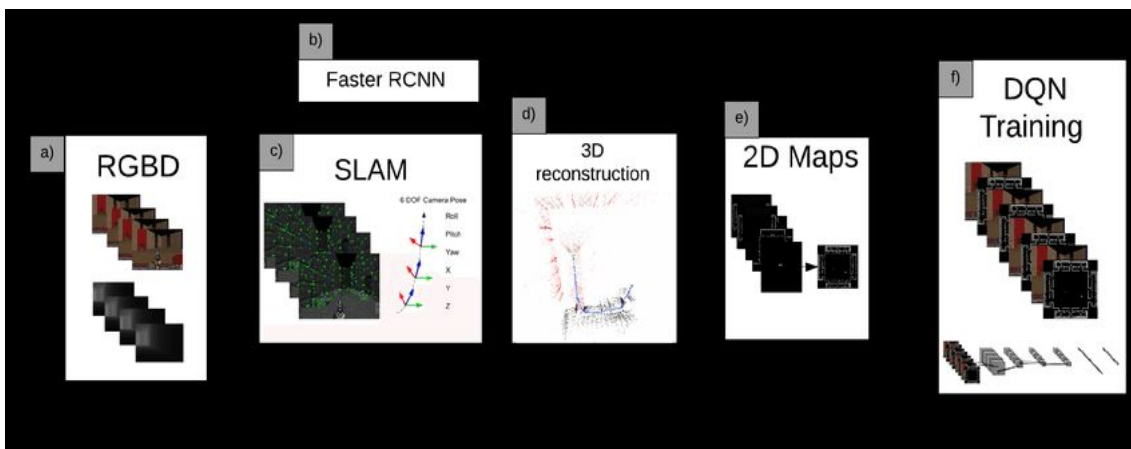 a)
RGBD
b)
Faster RCNN
c)
SLAM
6 DOF Camera Pose
Roll
Pitch
Yaw
X
Y
Z
d)
3D
reconstruction
e)
2D Maps
f)
DQN
Training